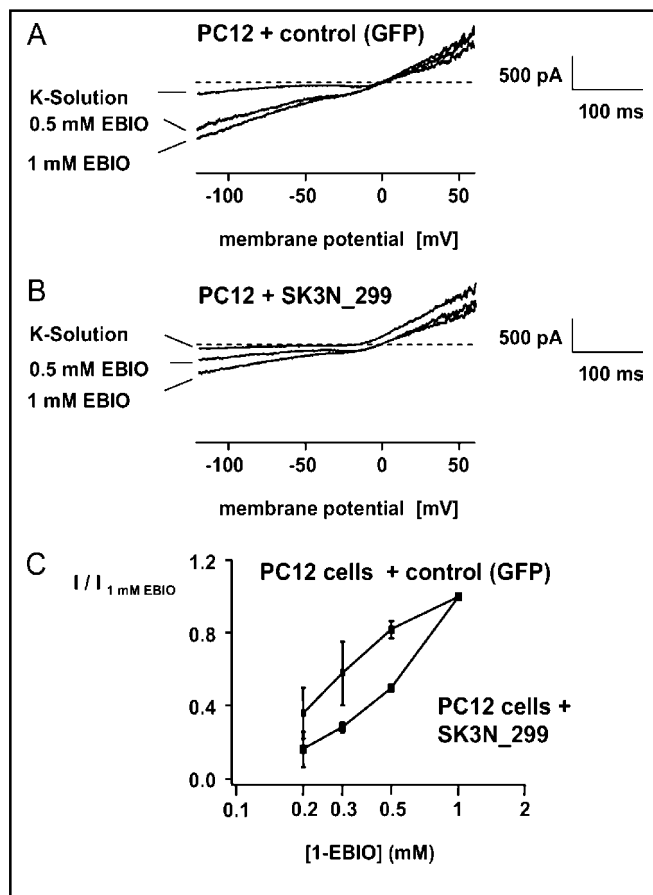 A
PC12 + control (GFP)
K-Solution
0.5 mM EBIO
1 mM EBIO
500 pA
100 ms
-100 -50 0 50
membrane potential [mV]
B
PC12 + SK3N_299
K-Solution
0.5 mM EBIO
1 mM EBIO
500 pA
100 ms
-100 -50 0 50
membrane potential [mV]
C
I / I 1 mM EBIO
1.2
0.8
0.4
0.0
PC12 cells + control (GFP)
PC12 cells +
SK3N_299
0.1 0.2 0.3 0.5 1 2
[1-EBIO] (mM)